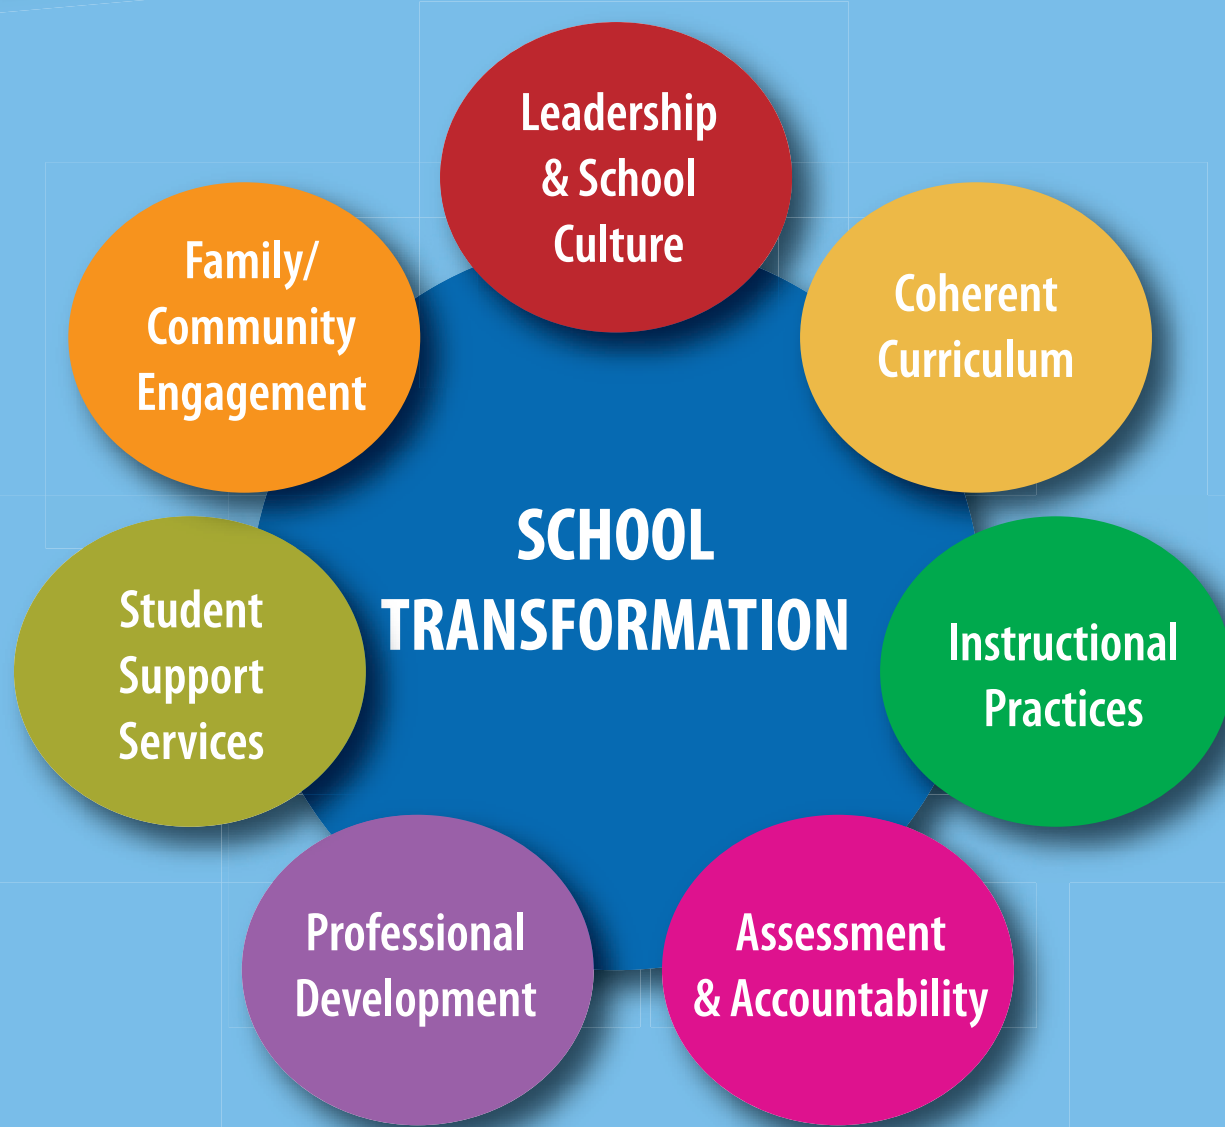 Leadership
& School
Culture
Coherent
Curriculum
Instructional
Practices
Assessment
& Accountability
Professional
Development
Student
Support
Services
Family/
Community
Engagement
SCHOOL
TRANSFORMATION